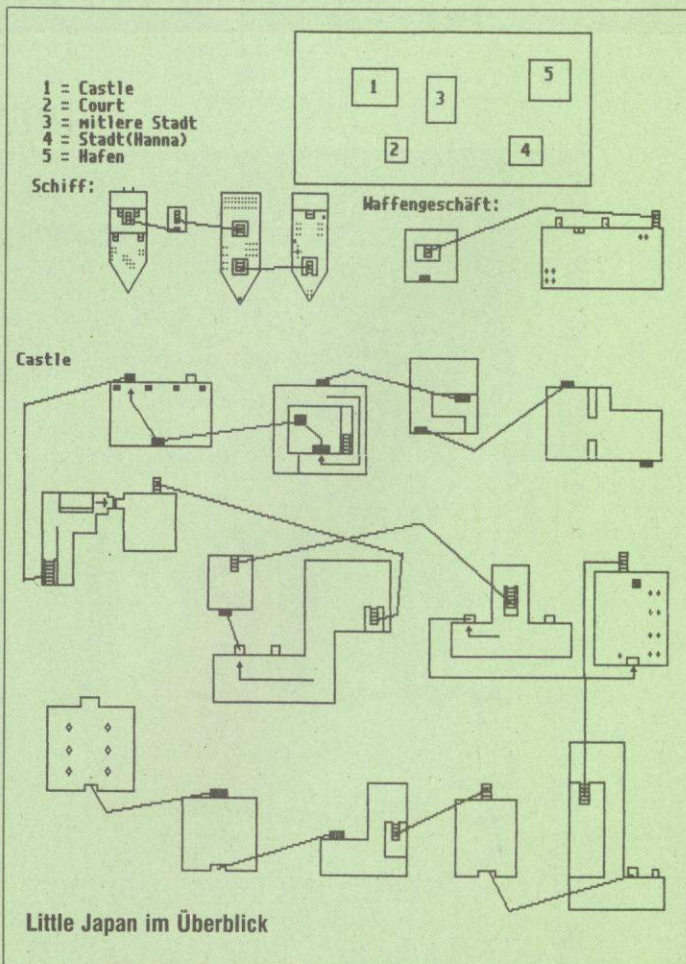 1 = Castle
2 = Court
3 = mitlere Stadt
4 = Stadt(Hanna)
5 = Hafen
1
3
5
2
4
Schiff:
Waffengeschäft:
Castle
Little Japan im Überblick